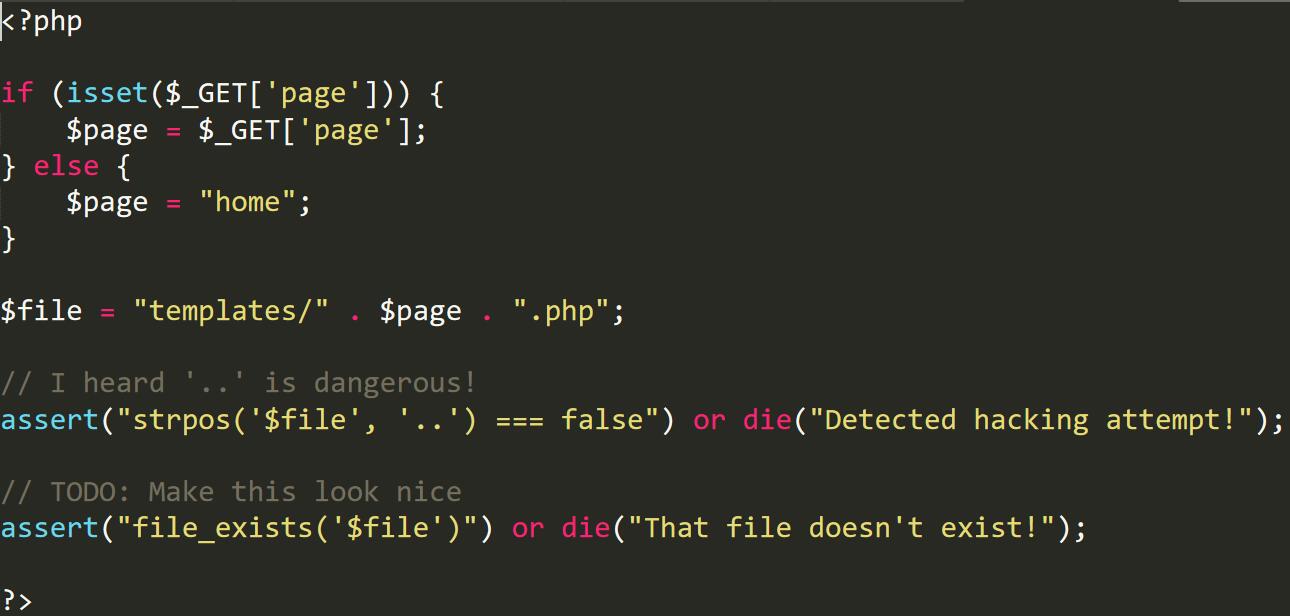 <?php
if (isset($_GET['page'])) {
    $page = $_GET['page'];
} else {
    $page = "home";
}
$file = "templates/" . $page . ".php";
// I heard '..' is dangerous!
assert("strpos('$file', '..') === false") or die("Detected hacking attempt!");
// TODO: Make this look nice
assert("file_exists('$file')") or die("That file doesn't exist!");
?>